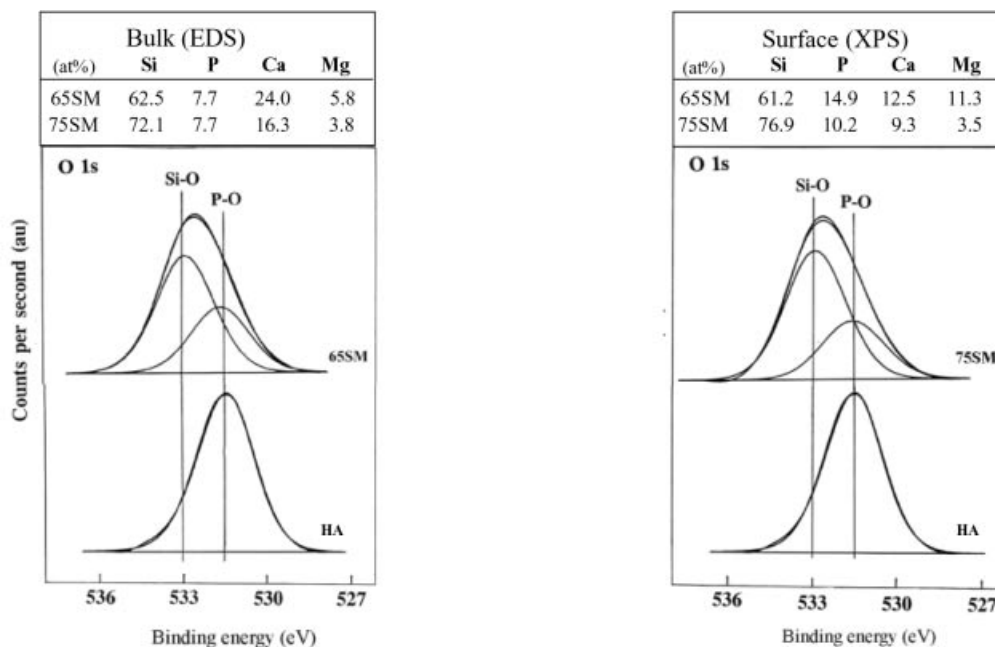 Bulk (EDS)
(at%) Si P Ca Mg
65SM 62.5 7.7 24.0 5.8
75SM 72.1 7.7 16.3 3.8
O 1s
Si-O
P-O
65SM
HA
Counts per second (au)
536 533 530 527
Binding energy (eV)
Surface (XPS)
(at%) Si P Ca Mg
65SM 61.2 14.9 12.5 11.3
75SM 76.9 10.2 9.3 3.5
O 1s
Si-O
P-O
75SM
HA
536 533 530 527
Binding energy (eV)